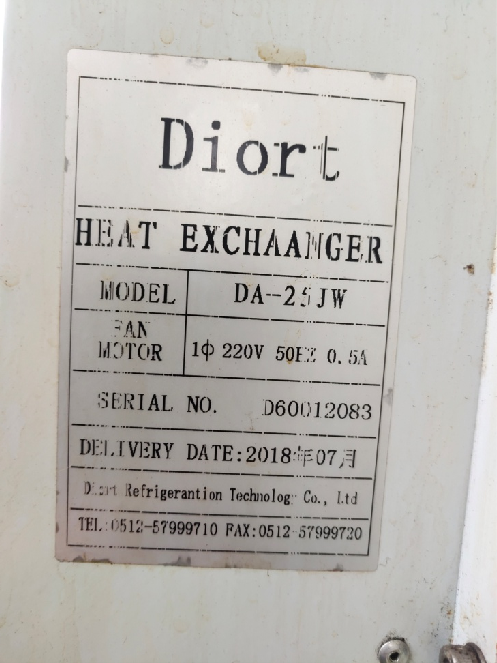 Diort
HEAT EXCHAANGER
MODEL DA-25JW
FAN
MOTOR 1φ 220V 50HZ 0.5A
SERIAL NO. D60012083
DELIVERY DATE:2018年07月
Diort Refrigerantion Technology Co., Ltd
TEL:0512-57999710 FAX:0512-57999720